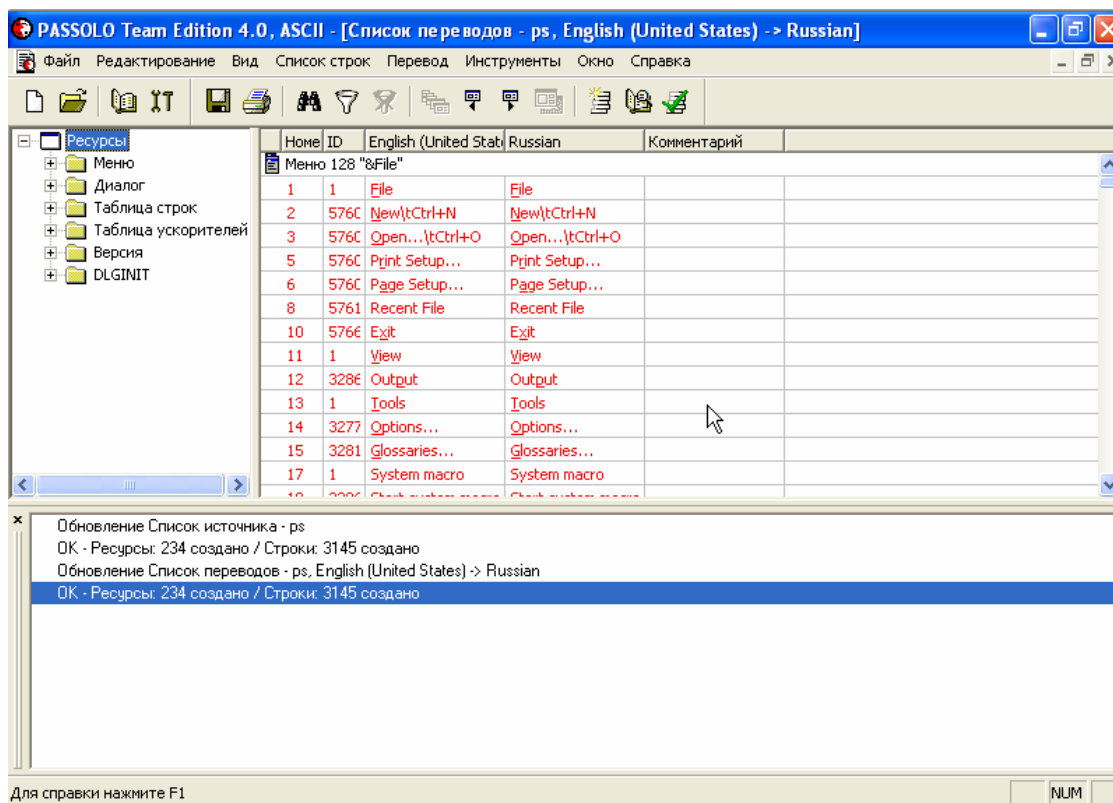 PASSOLO Team Edition 4.0, ASCII - [Список переводов - ps, English (United States) -> Russian]
Файл Редактирование Вид Список строк Перевод Инструменты Окно Справка
Ресурсы
Меню
Диалог
Таблица строк
Таблица ускорителей
Версия
DLGINIT
Номе ID English (United Stat Russian Комментарий
Меню 128 "&File"
1 1 File File
2 5760 New\tCtrl+N New\tCtrl+N
3 5760 Open...\tCtrl+O Open...\tCtrl+O
5 5760 Print Setup... Print Setup...
6 5760 Page Setup... Page Setup...
8 5761 Recent File Recent File
10 5766 Exit Exit
11 1 View View
12 3286 Output Output
13 1 Tools Tools
14 3277 Options... Options...
15 3281 Glossaries... Glossaries...
17 1 System macro System macro
Обновление Список источника - ps
OK - Ресурсы: 234 создано / Строки: 3145 создано
Обновление Список переводов - ps, English (United States) -> Russian
OK - Ресурсы: 234 создано / Строки: 3145 создано
Для справки нажмите F1 NUM